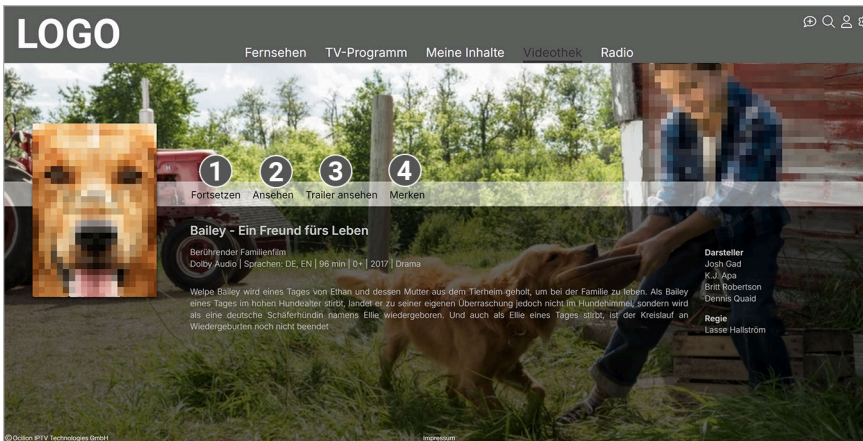 LOGO
Fernsehen TV-Programm Meine Inhalte Videothek Radio
1 2 3 4
Fortsetzen Ansehen Trailer ansehen Merken
Bailey - Ein Freund fürs Leben
Berührender Familienfilm
Dolby Audio | Sprachen: DE, EN | 96 min | 0+ | 2017 | Drama
Welpe Bailey wird eines Tages von Ethan und dessen Mutter aus dem Tierheim geholt, um bei der Familie zu leben. Als Bailey
eines Tages im hohen Hundealter stirbt, landet er zu seiner eigenen Überraschung jedoch nicht im Hundehimmel, sondern wird
als eine deutsche Schäferhündin namens Ellie wiedergeboren. Und auch als Ellie eines Tages stirbt, ist der Kreislauf an
Wiedergeburten noch nicht beendet
Darsteller
Josh Gad
K.J. Apa
Britt Robertson
Dennis Quaid
Regie
Lasse Hallström
© Ocilion IPTV Technologies GmbH
Impressum